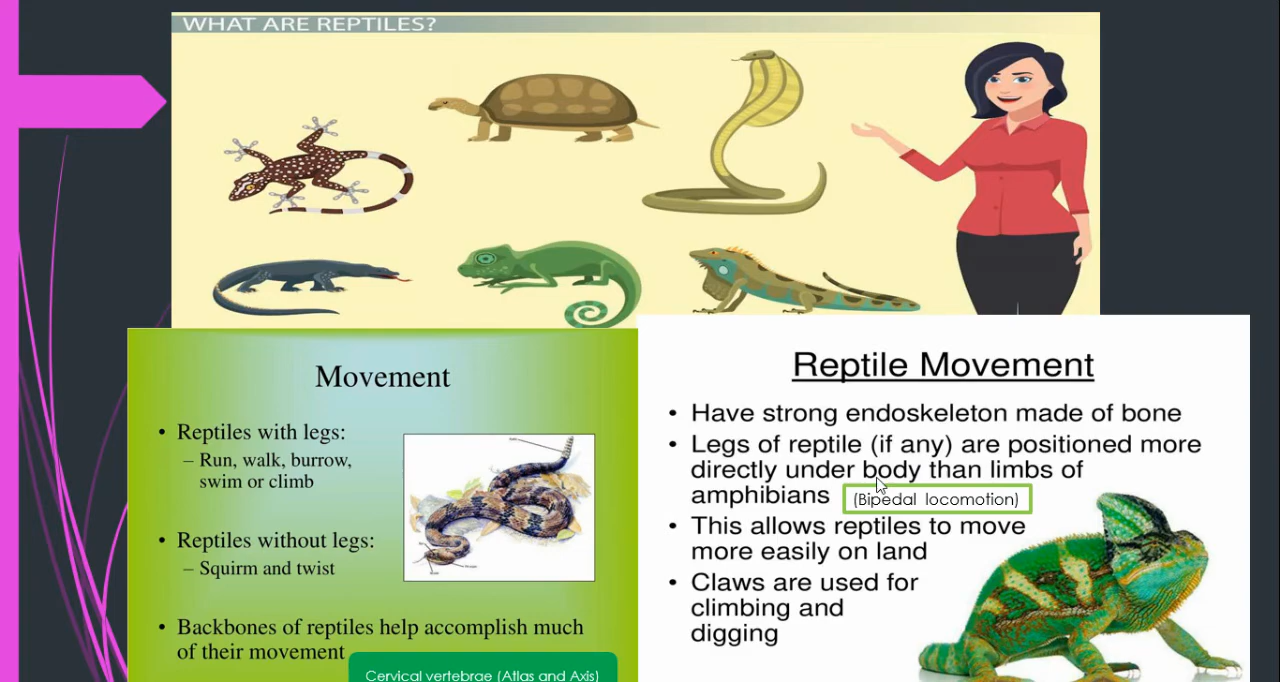 WHAT ARE REPTILES?
Movement
• Reptiles with legs:
– Run, walk, burrow,
swim or climb
• Reptiles without legs:
– Squirm and twist
• Backbones of reptiles help accomplish much
of their movement
Cervical vertebrae (Atlas and Axis)
Reptile Movement
• Have strong endoskeleton made of bone
• Legs of reptile (if any) are positioned more
directly under body than limbs of
amphibians (Bipedal locomotion)
• This allows reptiles to move
more easily on land
• Claws are used for
climbing and
digging